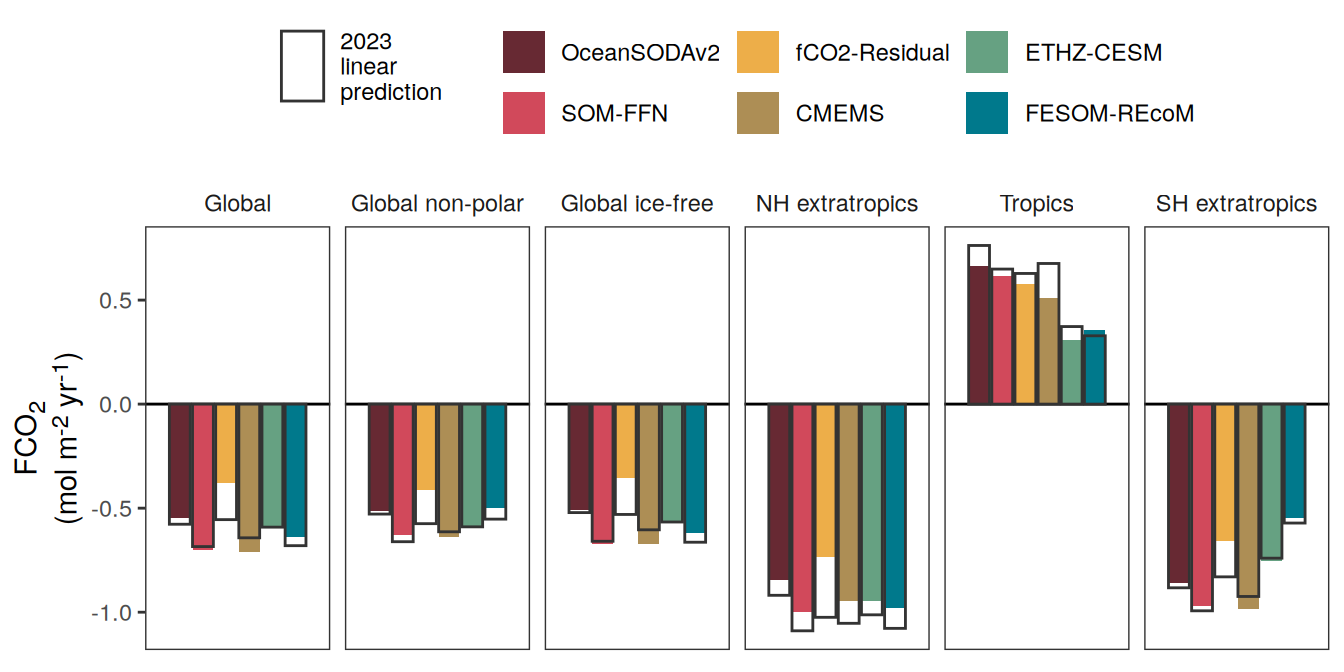 2023
linear
prediction
OceanSODAv2
fCO2-Residual
ETHZ-CESM
SOM-FFN
CMEMS
FESOM-REcoM
Global
Global non-polar
Global ice-free
NH extratropics
Tropics
SH extratropics
FCO₂
(mol m⁻² yr⁻¹)
0.5
0.0
-0.5
-1.0